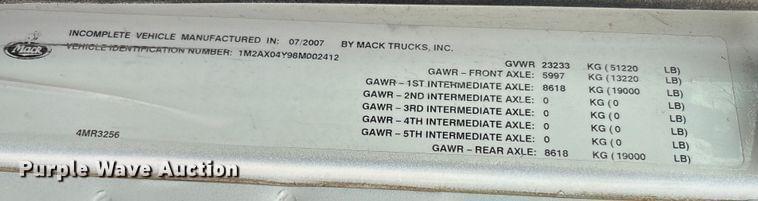 INCOMPLETE VEHICLE MANUFACTURED IN: 07/2007 BY MACK TRUCKS, INC.
Mack
VEHICLE IDENTIFICATION NUMBER: 1M2AX04Y98M002412
GVWR 23233 KG (51220 LB)
GAWR - FRONT AXLE: 5997 KG (13220 LB)
GAWR - 1ST INTERMEDIATE AXLE: 8618 KG (19000 LB)
GAWR - 2ND INTERMEDIATE AXLE: 0 KG (0 LB)
GAWR - 3RD INTERMEDIATE AXLE: 0 KG (0 LB)
GAWR - 4TH INTERMEDIATE AXLE: 0 KG (0 LB)
GAWR - 5TH INTERMEDIATE AXLE: 0 KG (0 LB)
GAWR - REAR AXLE: 8618 KG (19000 LB)
4MR3256
Purple Wave Auction